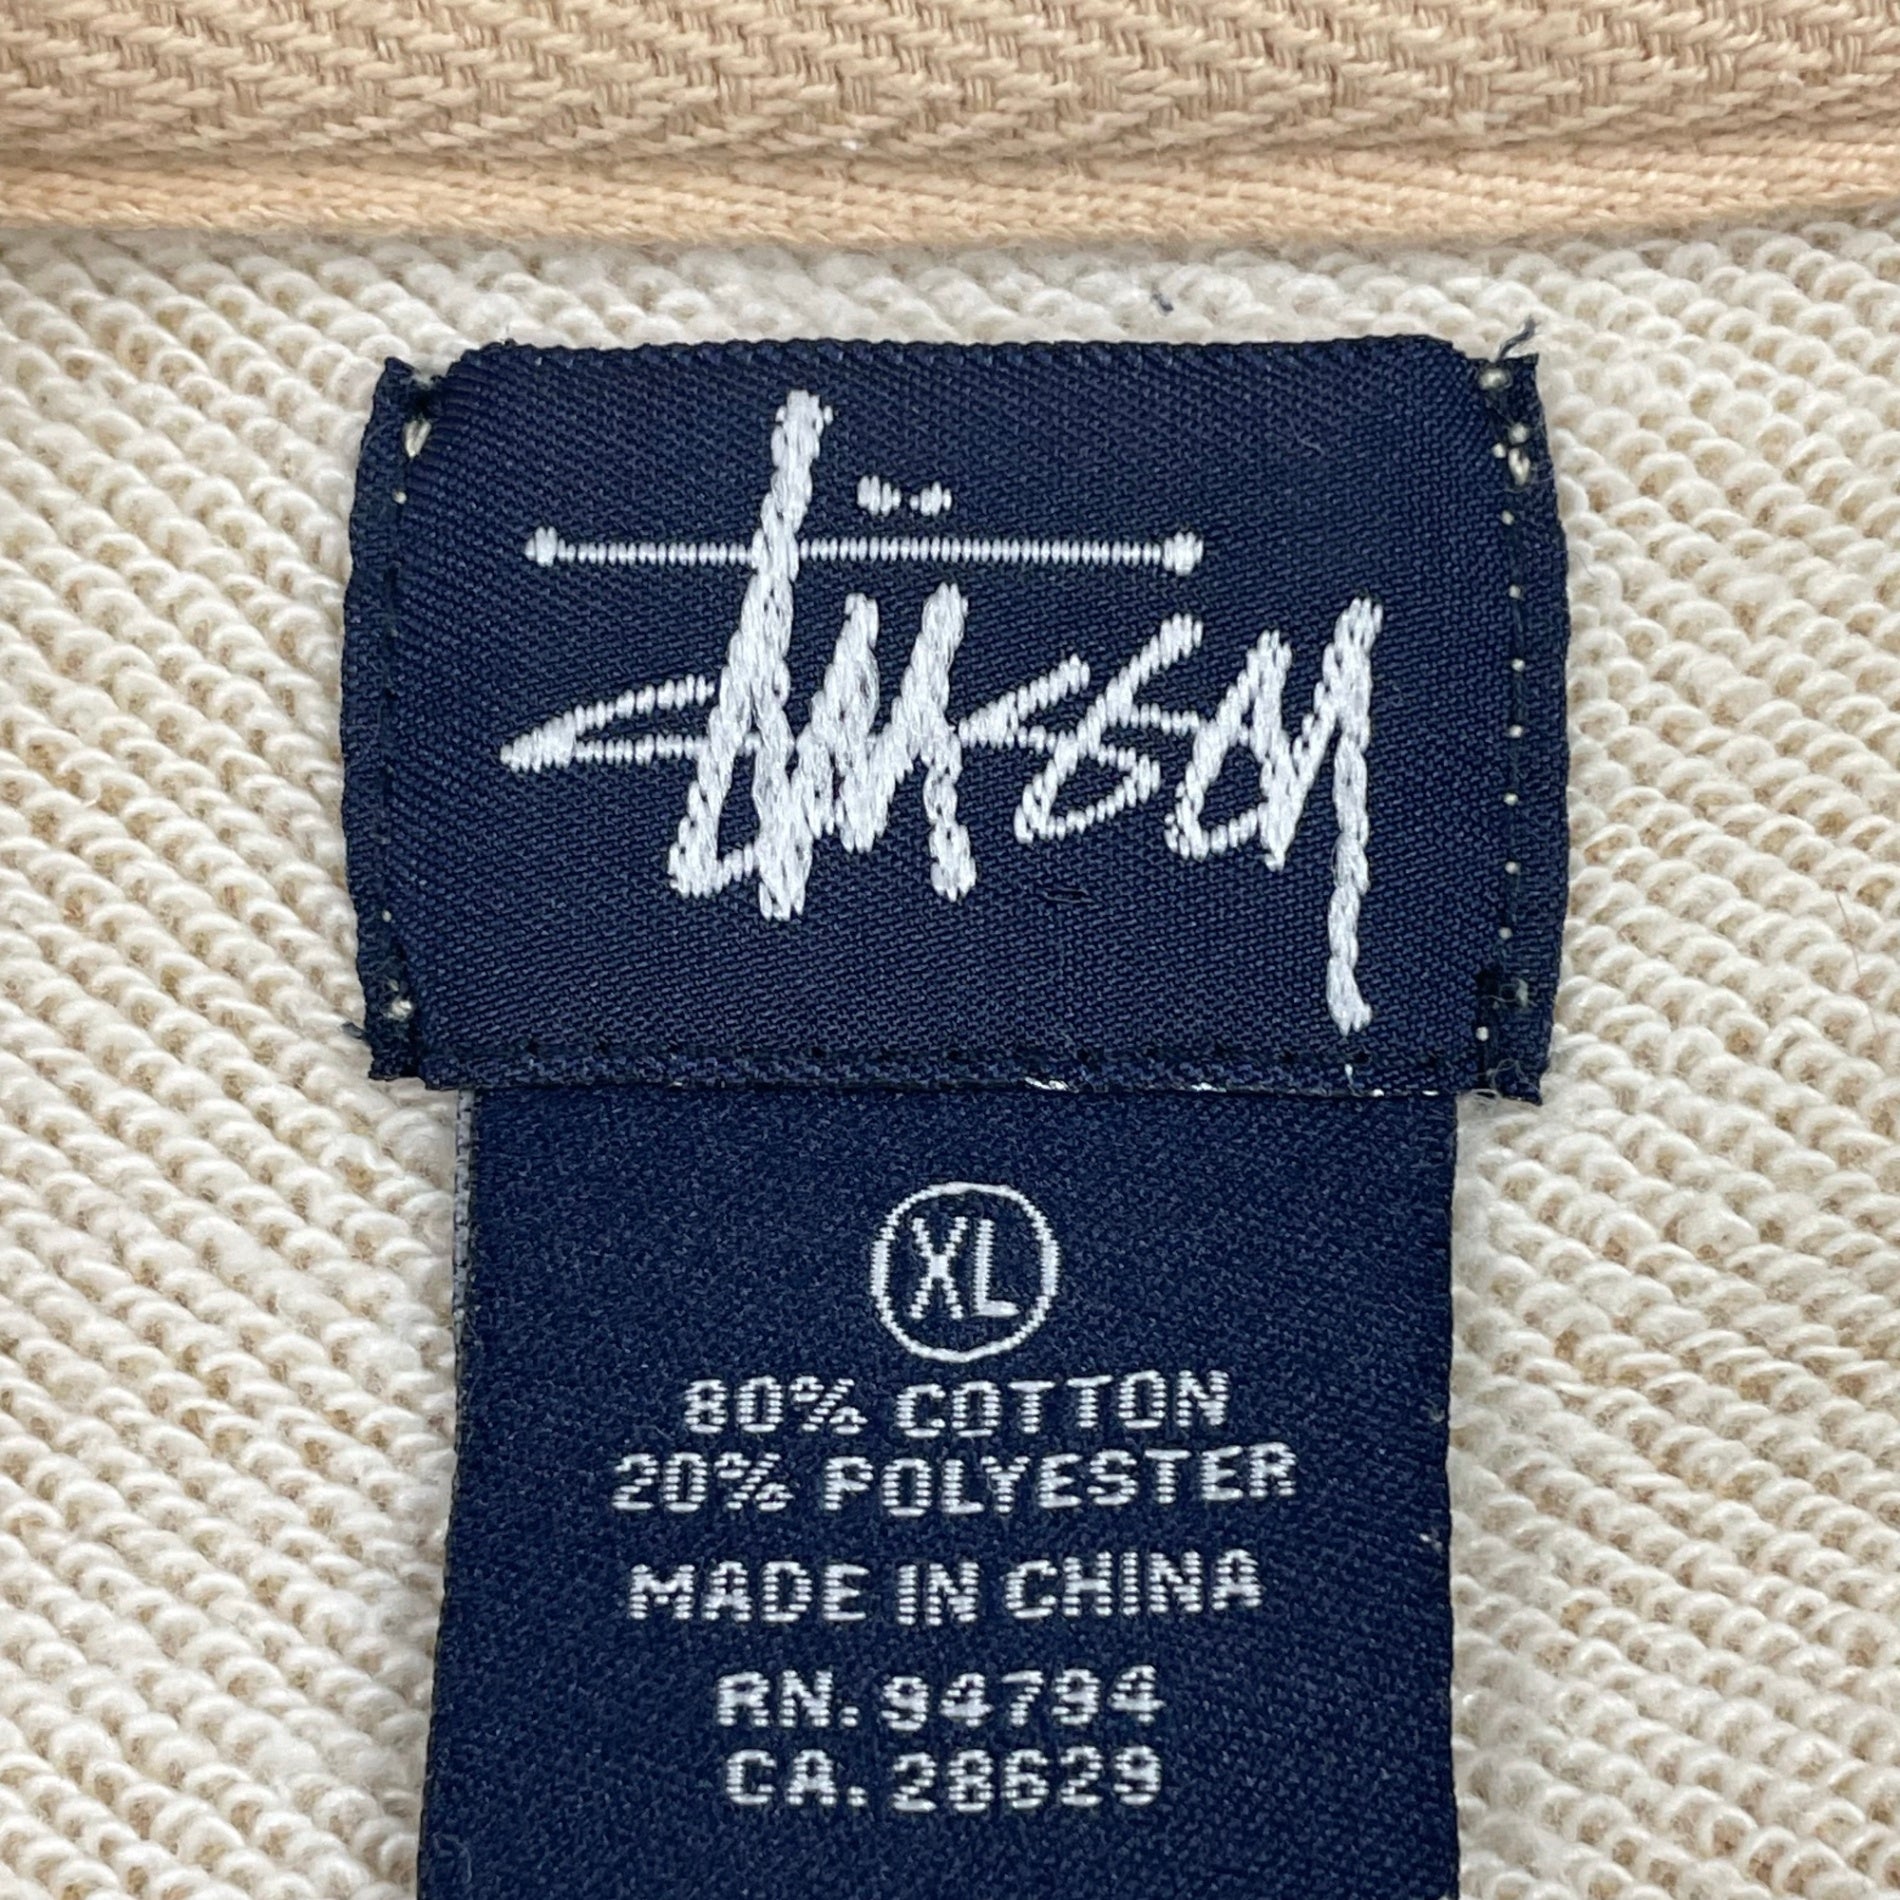 Stüssy
XL
80% COTTON
20% POLYESTER
MADE IN CHINA
RN. 94794
CA. 28629